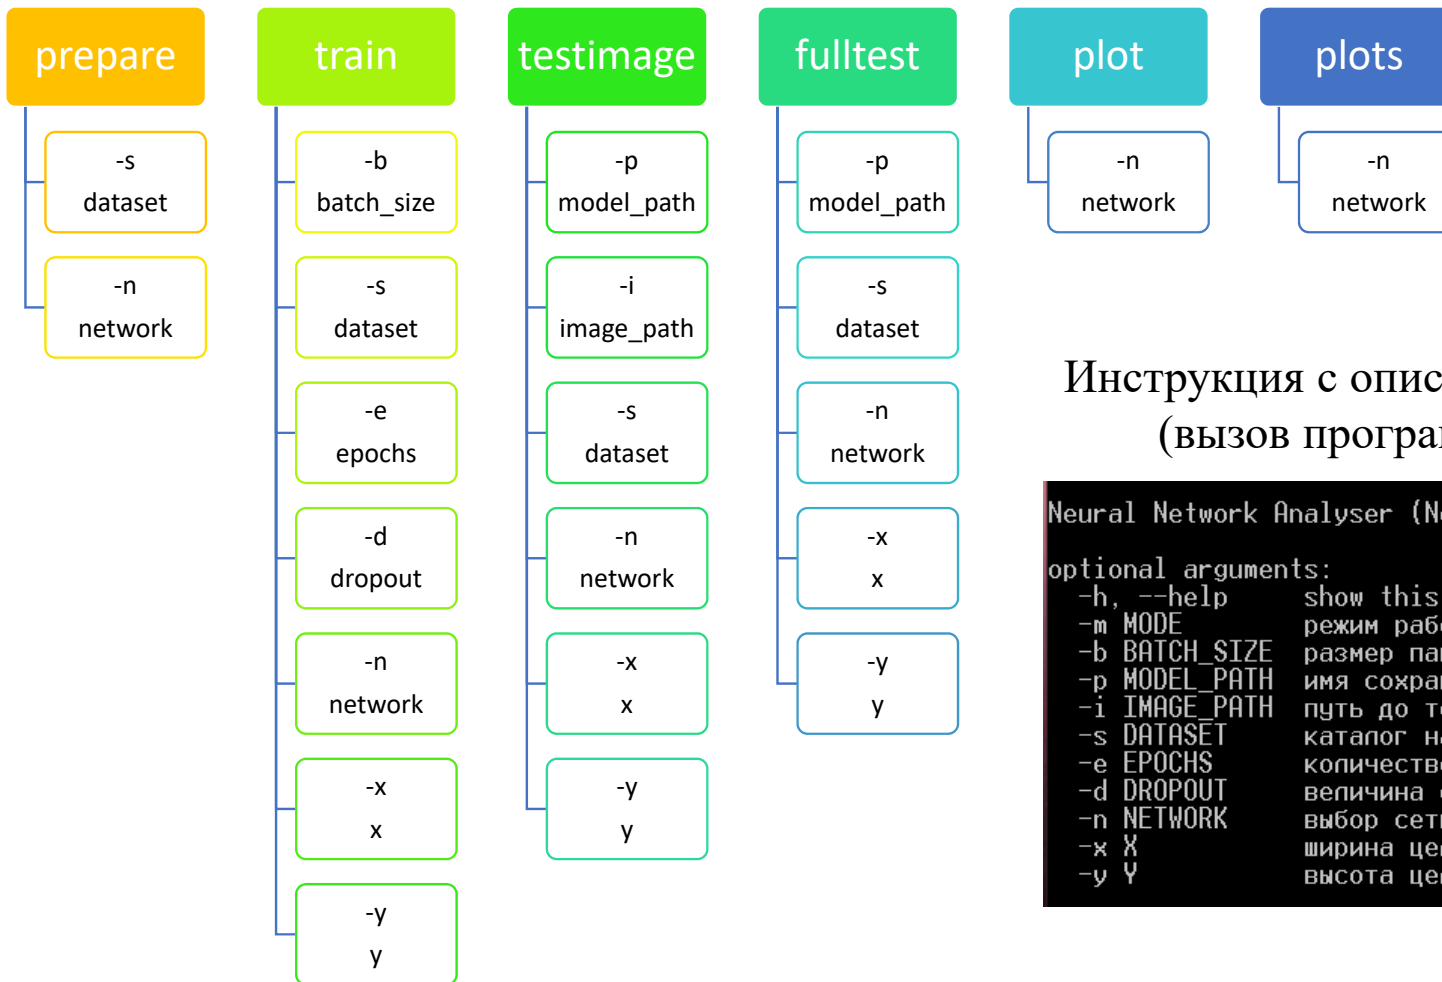 prepare
-s
dataset
-n
network
train
-b
batch_size
-s
dataset
-e
epochs
-d
dropout
-n
network
-x
x
-y
y
testimage
-p
model_path
-i
image_path
-s
dataset
-n
network
-x
x
-y
y
fulltest
-p
model_path
-s
dataset
-n
network
-x
x
-y
y
plot
-n
network
plots
-n
network
Инструкция с опис
(вызов програ
Neural Network Analyser (N
optional arguments:
-h, --help show this
-m MODE режим раб
-b BATCH_SIZE размер па
-p MODEL_PATH имя сохра
-i IMAGE_PATH путь до т
-s DATASET каталог н
-e EPOCHS количеств
-d DROPOUT величина
-n NETWORK выбор сет
-x X ширина це
-y Y высота це